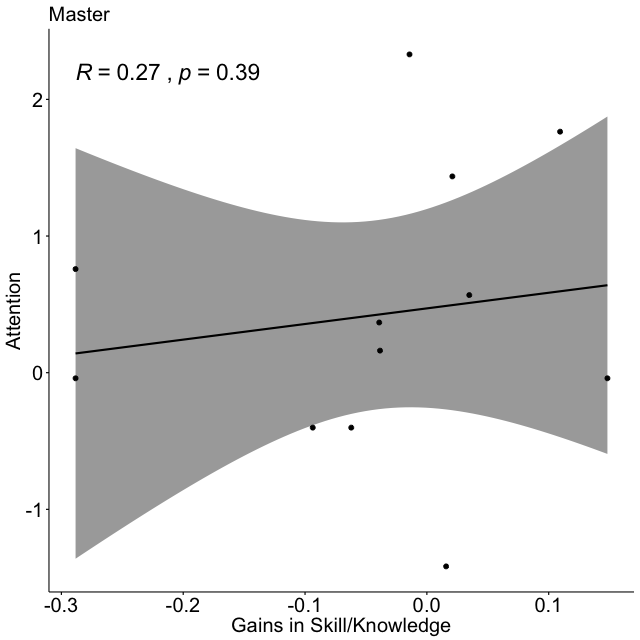 Master
R = 0.27 , p = 0.39
2
1
0
-1
Attention
-0.3 -0.2 -0.1 0.0 0.1
Gains in Skill/Knowledge